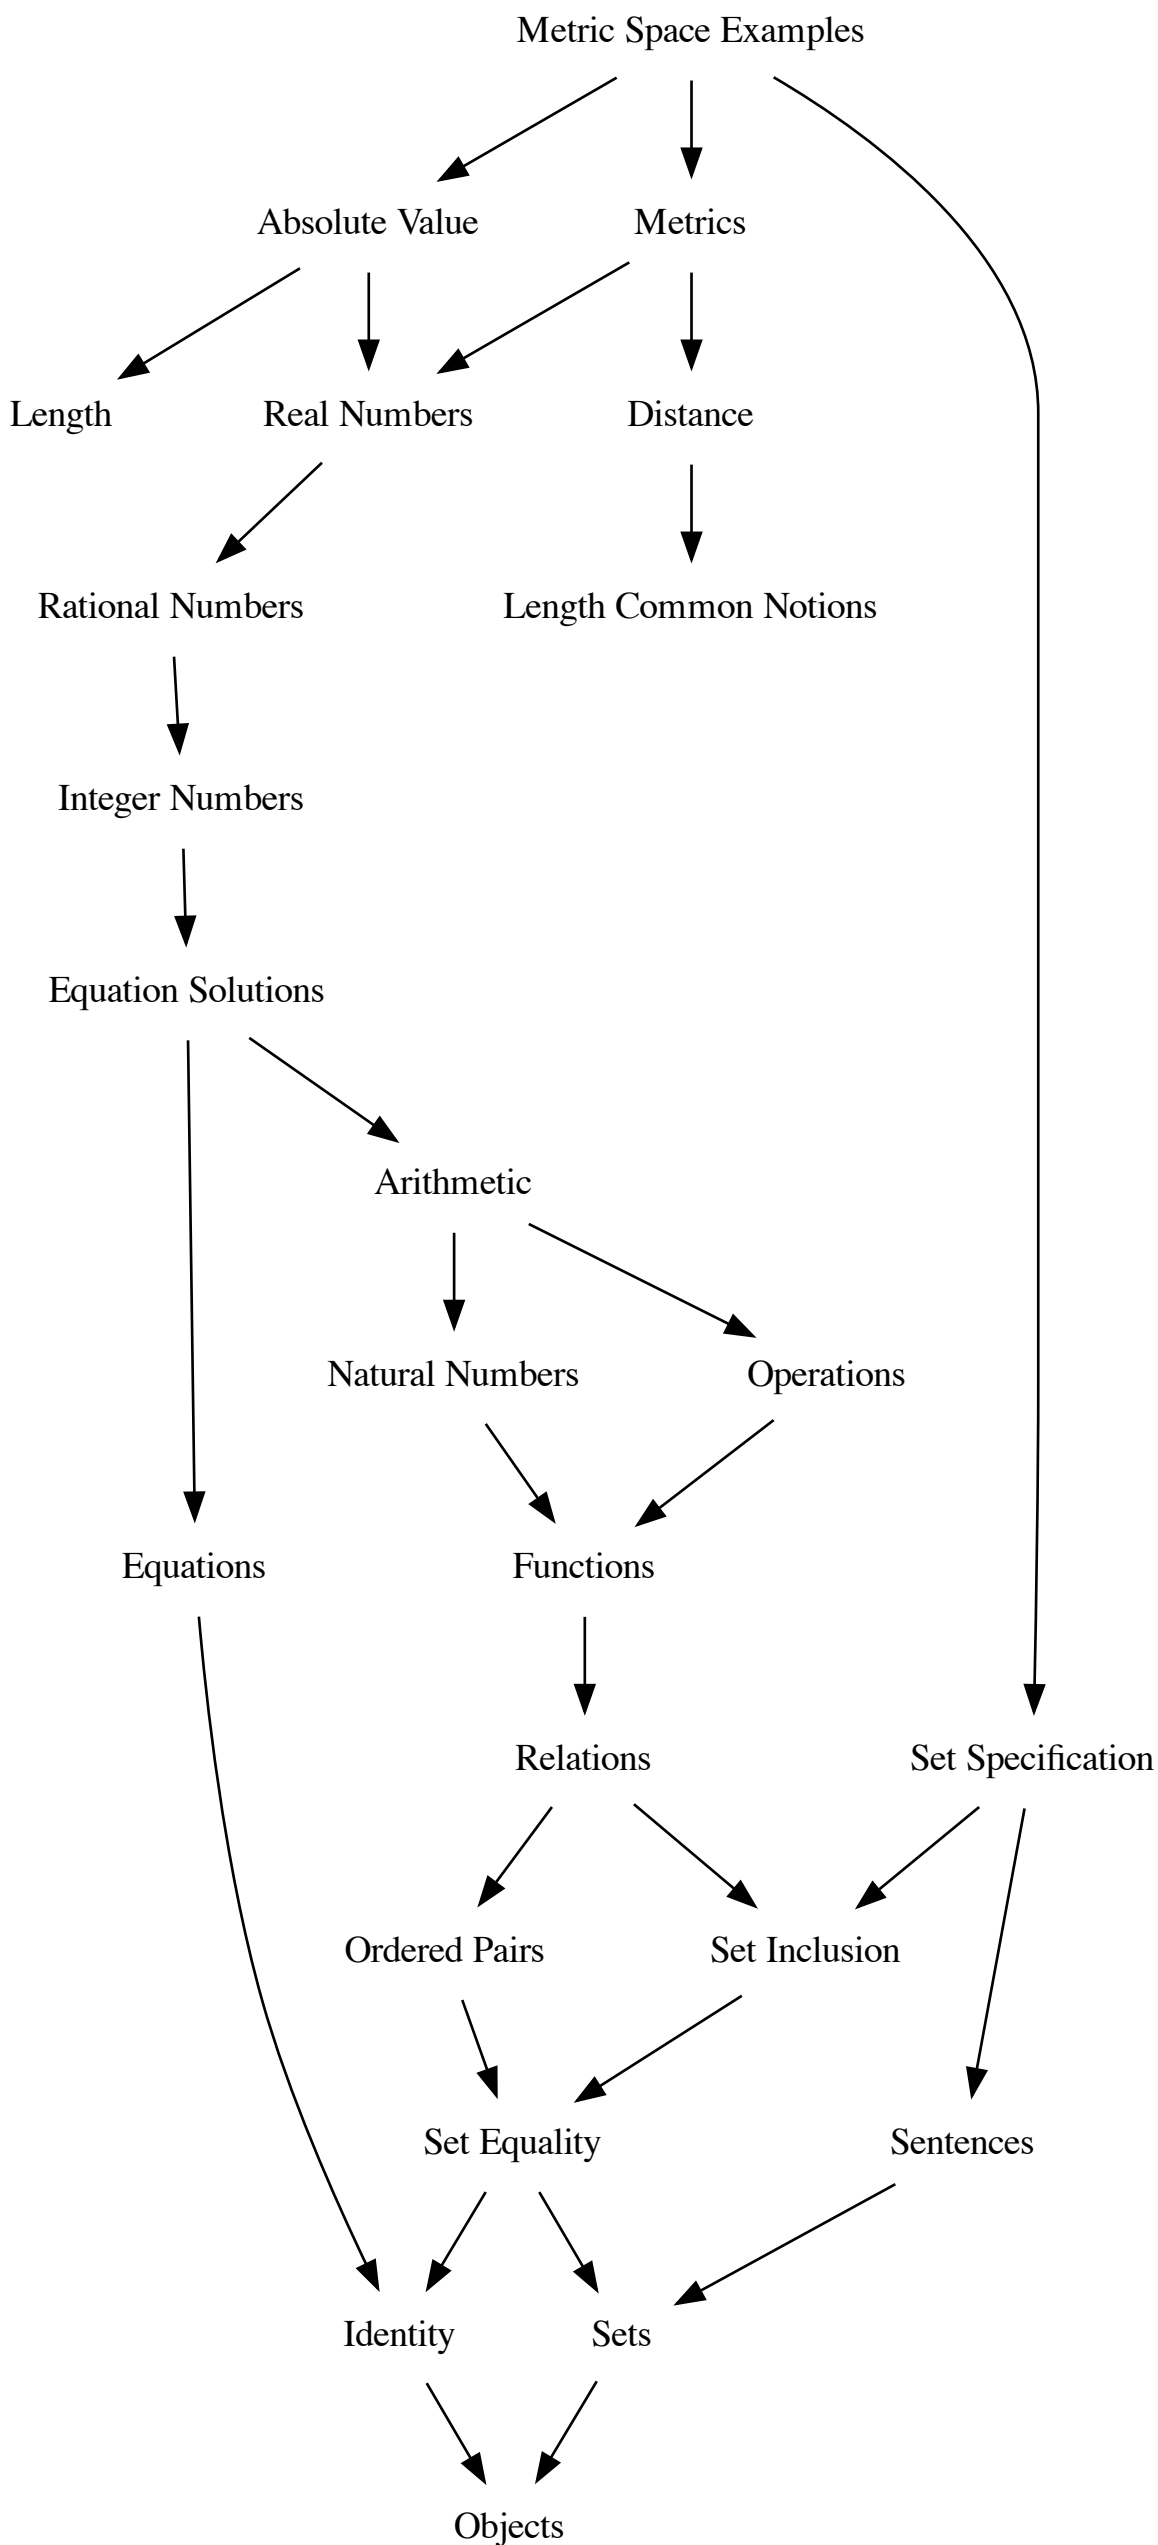 Metric Space Examples
Absolute Value
Metrics
Length
Real Numbers
Distance
Rational Numbers
Length Common Notions
Integer Numbers
Equation Solutions
Arithmetic
Natural Numbers
Operations
Equations
Functions
Relations
Set Specification
Ordered Pairs
Set Inclusion
Set Equality
Sentences
Identity
Sets
Objects